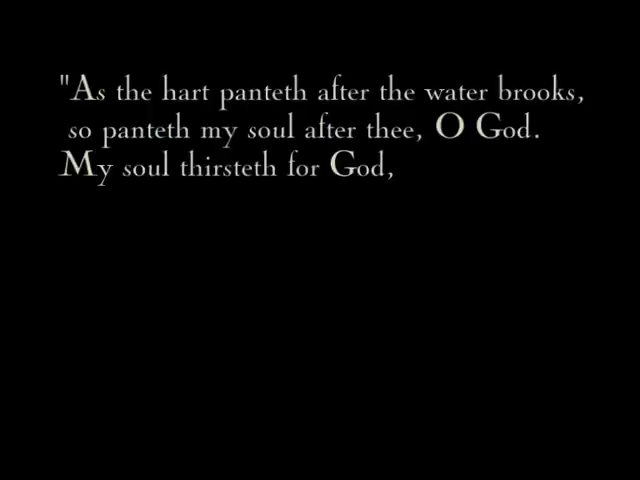 "As the hart panteth after the water brooks,
so panteth my soul after thee, O God.
My soul thirsteth for God,